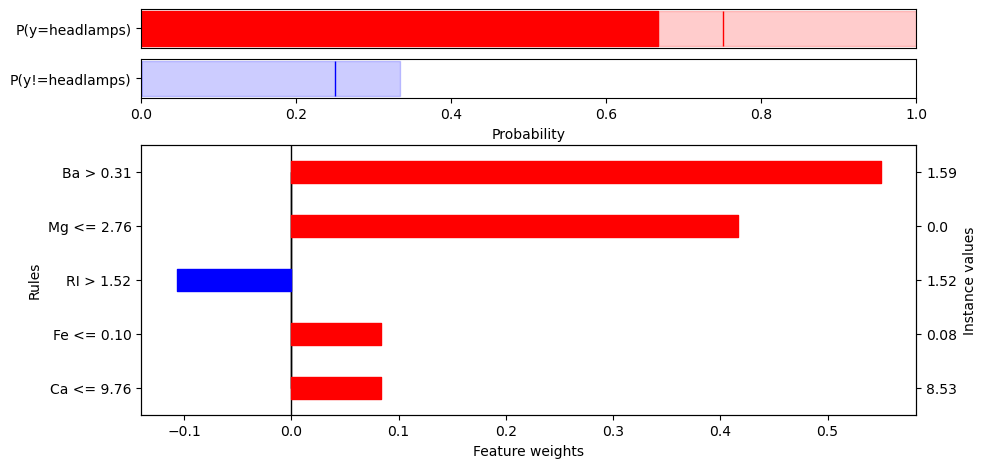 P(y=headlamps)
P(y!=headlamps)
0.0 0.2 0.4 0.6 0.8 1.0
Probability
Ba > 0.31 1.59
Mg <= 2.76 0.0
RI > 1.52 1.52
Fe <= 0.10 0.08
Ca <= 9.76 8.53
Rules
Instance values
−0.1 0.0 0.1 0.2 0.3 0.4 0.5
Feature weights